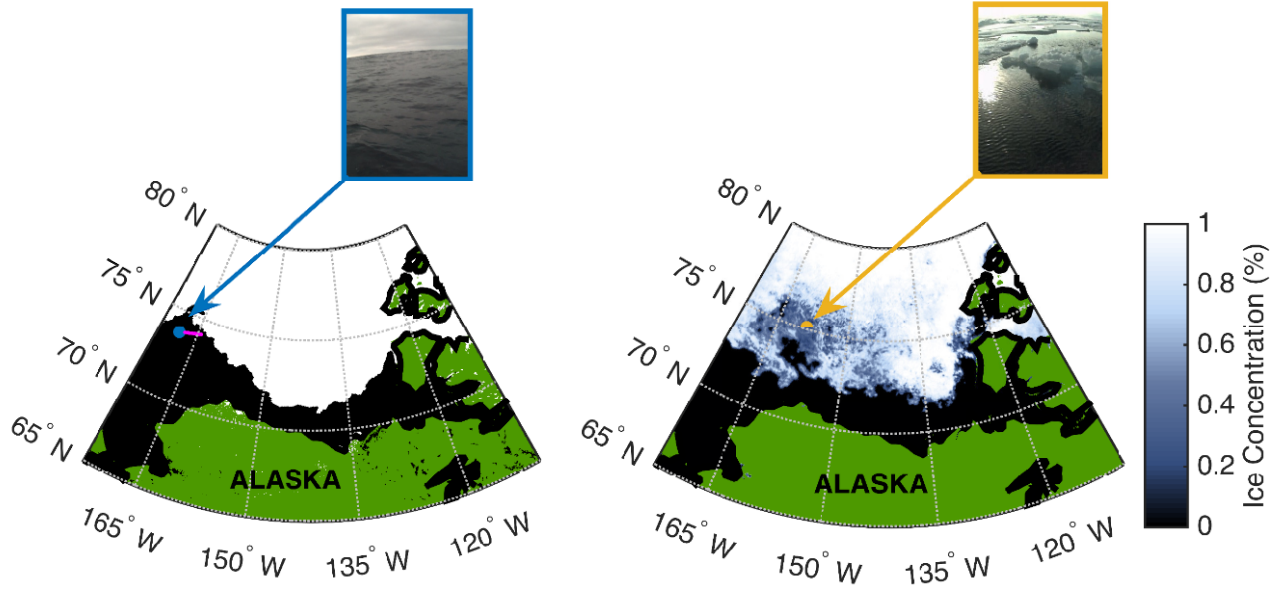 80° N
75° N
70° N
65° N
ALASKA
165° W
150° W
135° W
120° W
80° N
75° N
70° N
65° N
ALASKA
165° W
150° W
135° W
120° W
1
0.8
0.6
0.4
0.2
0
Ice Concentration (%)